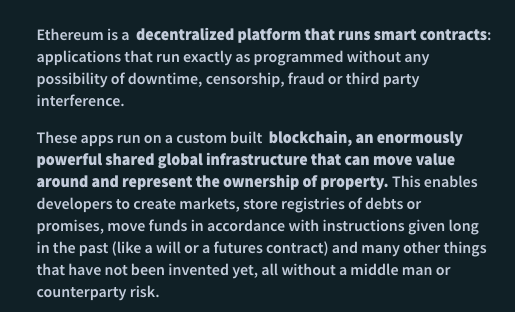 Ethereum is a decentralized platform that runs smart contracts:
applications that run exactly as programmed without any
possibility of downtime, censorship, fraud or third party
interference.
These apps run on a custom built blockchain, an enormously
powerful shared global infrastructure that can move value
around and represent the ownership of property. This enables
developers to create markets, store registries of debts or
promises, move funds in accordance with instructions given long
in the past (like a will or a futures contract) and many other things
that have not been invented yet, all without a middle man or
counterparty risk.